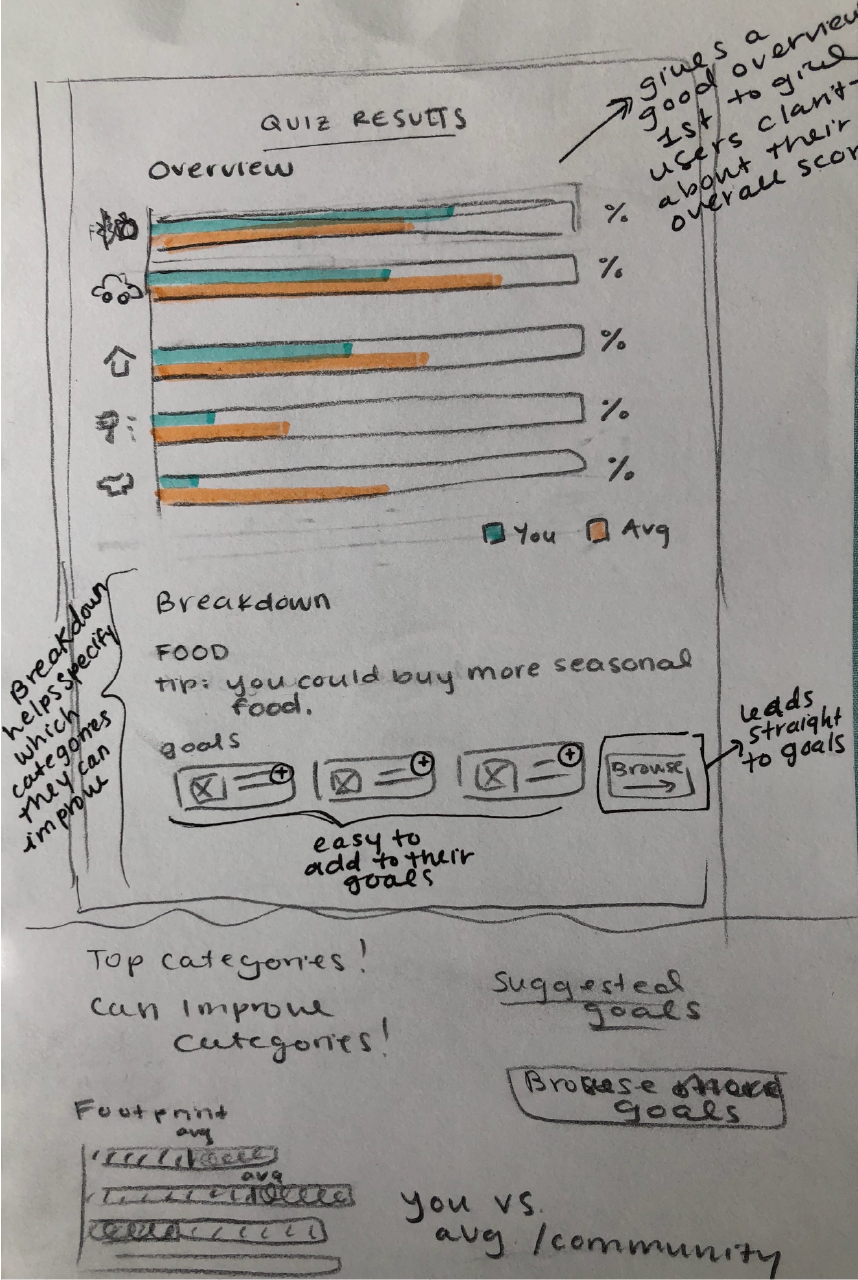 gives a
good overview
1st to give
users clarit-
about their
overall scor
QUIZ RESULTS
Overview
%
%
%
%
%
You Avg
Breakdown
helps specify
which
categories
they can
improve
Breakdown
FOOD
tip: you could buy more seasonal
food.
goals
Browse
leads
straight
to goals
easy to
add to their
goals
Top categories!
can improve
categories!
suggested
goals
Browse
goals
Footprint
avg
avg
you vs.
avg /community